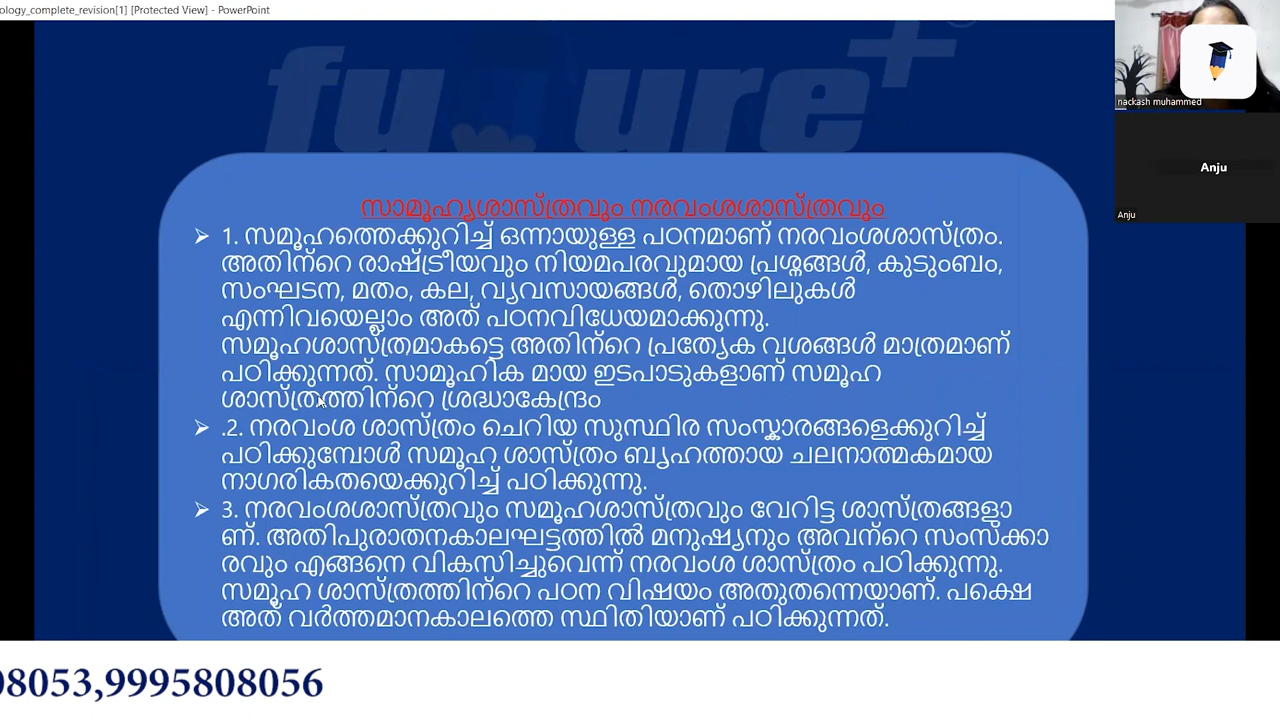 ology_complete_revision[1] [Protected View] - PowerPoint
future+
nackash muhammed
Anju
Anju
സാമൂഹ്യശാസ്ത്രവും നരവംശശാസ്ത്രവും
➢ 1. സമൂഹത്തെക്കുറിച്ച് ഒന്നായുള്ള പഠനമാണ് നരവംശശാസ്ത്രം.
അതിന്റെ രാഷ്ട്രീയവും നിയമപരവുമായ പ്രശ്നങ്ങൾ, കുടുംബം,
സംഘടന, മതം, കല, വ്യവസായങ്ങൾ, തൊഴിലുകൾ
എന്നിവയെല്ലാം അത് പഠനവിധേയമാക്കുന്നു.
സമൂഹശാസ്ത്രമാകട്ടെ അതിന്റെ പ്രത്യേക വശങ്ങൾ മാത്രമാണ്
പഠിക്കുന്നത്. സാമൂഹിക മായ ഇടപാടുകളാണ് സമൂഹ
ശാസ്ത്രത്തിന്റെ ശ്രദ്ധാകേന്ദ്രം
➢ .2. നരവംശ ശാസ്ത്രം ചെറിയ സുസ്ഥിര സംസ്കാരങ്ങളെക്കുറിച്ച്
പഠിക്കുമ്പോൾ സമൂഹ ശാസ്ത്രം ബൃഹത്തായ ചലനാത്മകമായ
നാഗരികതയെക്കുറിച്ച് പഠിക്കുന്നു.
➢ 3. നരവംശശാസ്ത്രവും സമൂഹശാസ്ത്രവും വേറിട്ട ശാസ്ത്രങ്ങളാ
ണ്. അതിപുരാതനകാലഘട്ടത്തിൽ മനുഷ്യനും അവന്റെ സംസ്ക്കാ
രവും എങ്ങനെ വികസിച്ചുവെന്ന് നരവംശ ശാസ്ത്രം പഠിക്കുന്നു.
സമൂഹ ശാസ്ത്രത്തിന്റെ പഠന വിഷയം അതുതന്നെയാണ്. പക്ഷെ
അത് വർത്തമാനകാലത്തെ സ്ഥിതിയാണ് പഠിക്കുന്നത്.
08053,9995808056